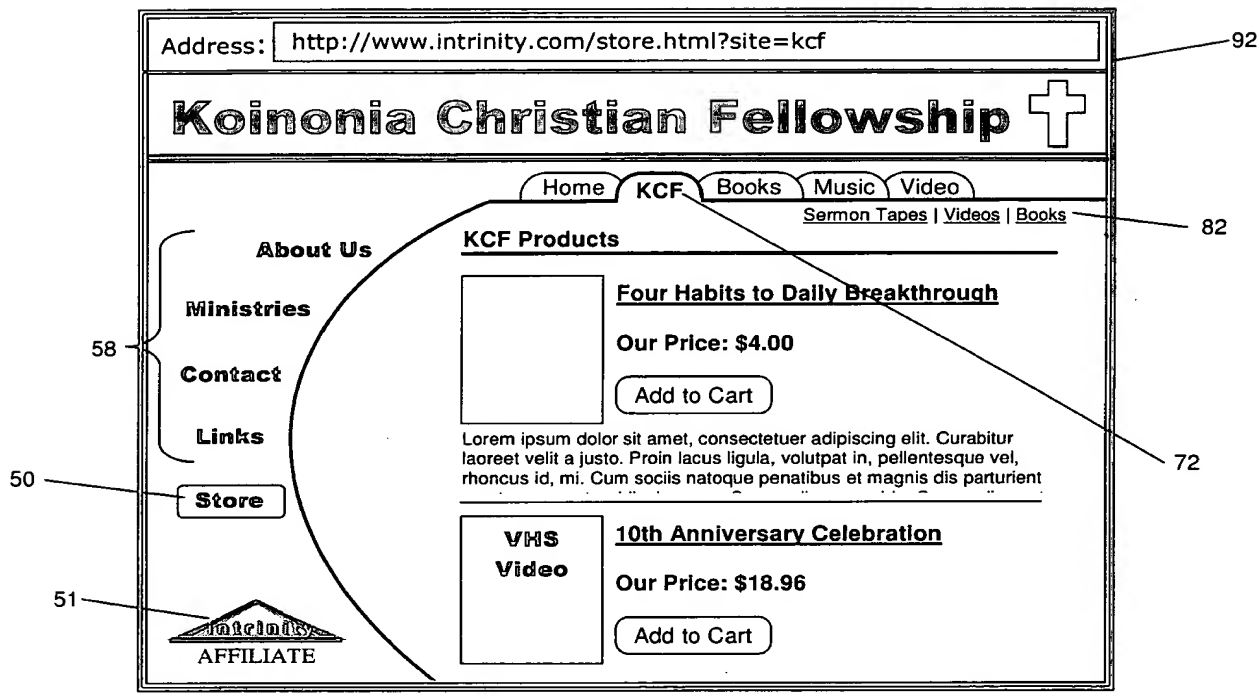 Address: http://www.intrinity.com/store.html?site=kcf
92
Koinonia Christian Fellowship
Home KCF Books Music Video
Sermon Tapes | Videos | Books
82
KCF Products
58
About Us
Ministries
Contact
Links
50
Store
51
Intrinity
AFFILIATE
Four Habits to Daily Breakthrough
Our Price: $4.00
Add to Cart
Lorem ipsum dolor sit amet, consectetuer adipiscing elit. Curabitur
laoreet velit a justo. Proin lacus ligula, volutpat in, pellentesque vel,
rhoncus id, mi. Cum sociis natoque penatibus et magnis dis parturient
72
VHS
Video
10th Anniversary Celebration
Our Price: $18.96
Add to Cart